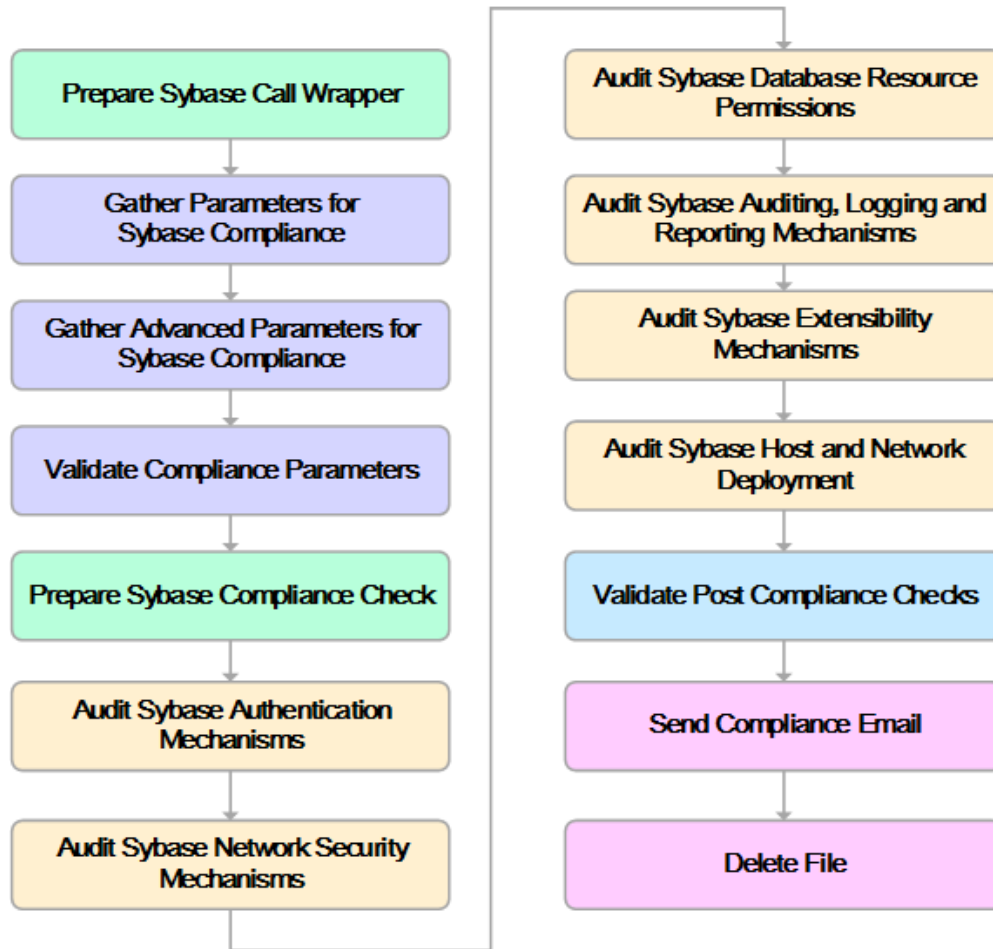 Prepare Sybase Call Wrapper
Gather Parameters for
Sybase Compliance
Gather Advanced Parameters for
Sybase Compliance
Validate Compliance Parameters
Prepare Sybase Compliance Check
Audit Sybase Authentication
Mechanisms
Audit Sybase Network Security
Mechanisms
Audit Sybase Database Resource
Permissions
Audit Sybase Auditing, Logging and
Reporting Mechanisms
Audit Sybase Extensibility
Mechanisms
Audit Sybase Host and Network
Deployment
Validate Post Compliance Checks
Send Compliance Email
Delete File